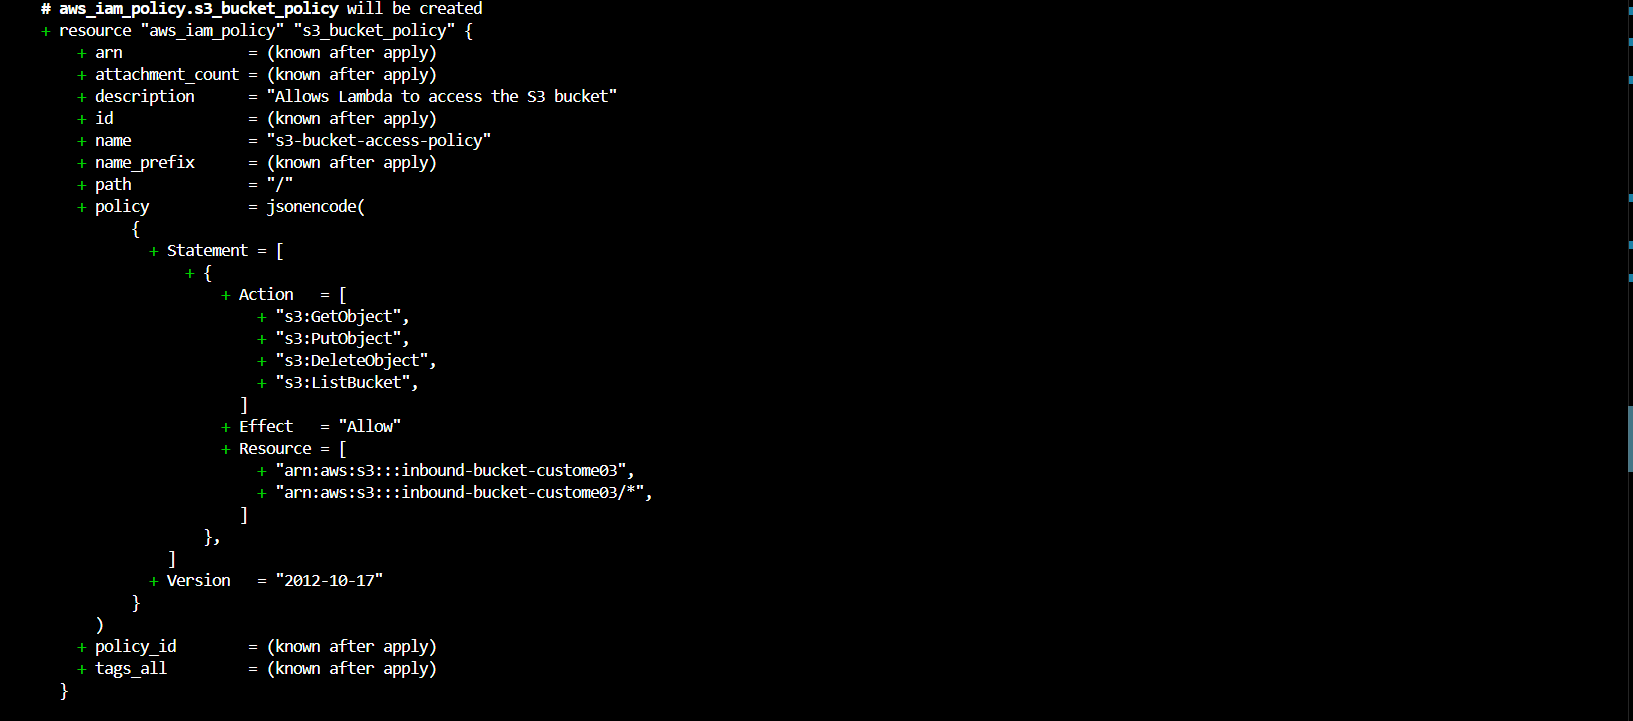 # aws_iam_policy.s3_bucket_policy will be created
+ resource "aws_iam_policy" "s3_bucket_policy" {
+ arn = (known after apply)
+ attachment_count = (known after apply)
+ description = "Allows Lambda to access the S3 bucket"
+ id = (known after apply)
+ name = "s3-bucket-access-policy"
+ name_prefix = (known after apply)
+ path = "/"
+ policy = jsonencode(
{
+ Statement = [
+ {
+ Action = [
+ "s3:GetObject",
+ "s3:PutObject",
+ "s3:DeleteObject",
+ "s3:ListBucket",
]
+ Effect = "Allow"
+ Resource = [
+ "arn:aws:s3:::inbound-bucket-custome03",
+ "arn:aws:s3:::inbound-bucket-custome03/*",
]
},
]
+ Version = "2012-10-17"
}
)
+ policy_id = (known after apply)
+ tags_all = (known after apply)
}